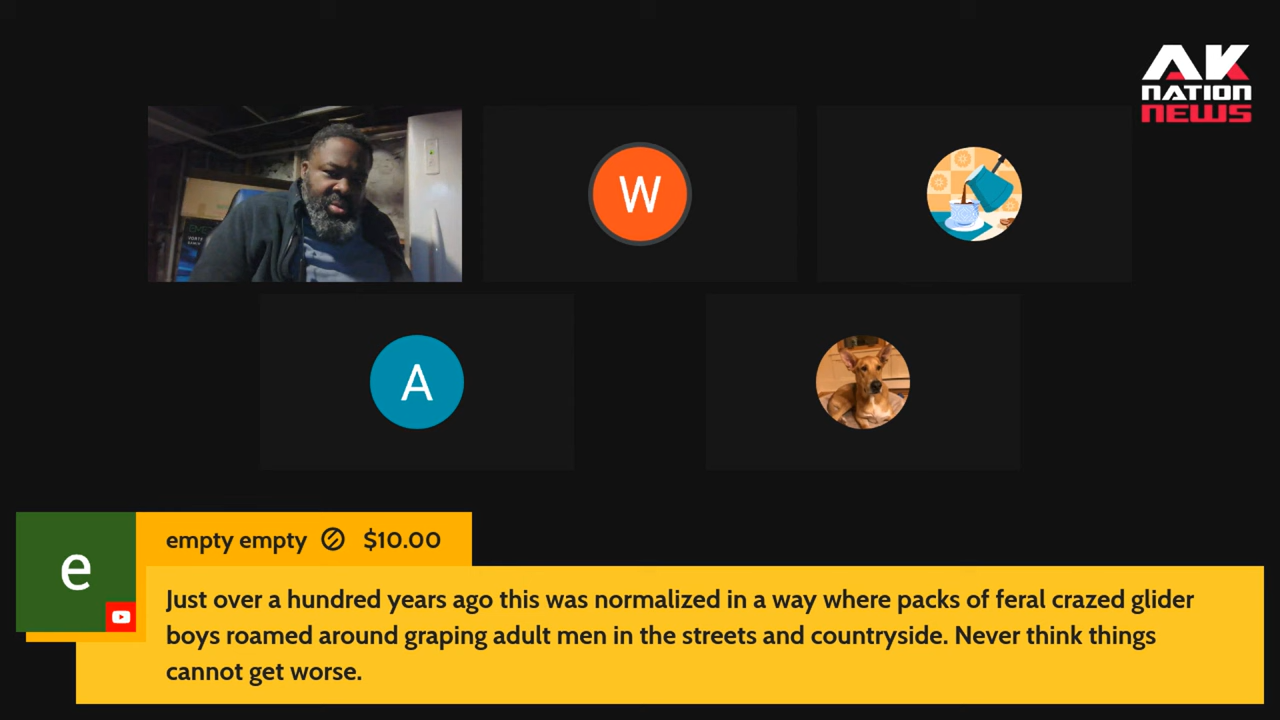 AK
NATION
NEWS
W
A
e
empty empty $10.00
Just over a hundred years ago this was normalized in a way where packs of feral crazed glider
boys roamed around graping adult men in the streets and countryside. Never think things
cannot get worse.